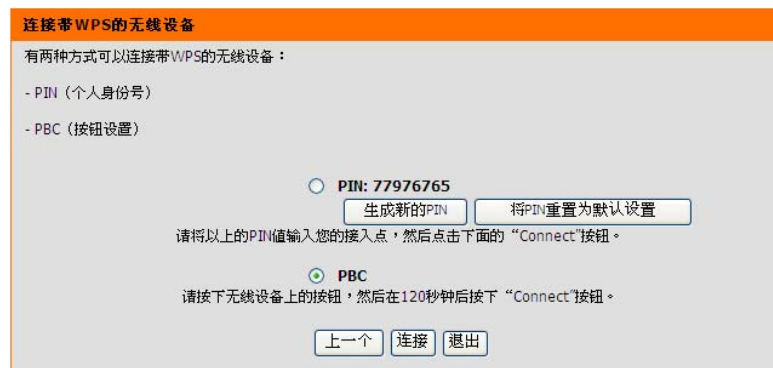 连接带WPS的无线设备
有两种方式可以连接带WPS的无线设备：
- PIN（个人身份号）
- PBC（按钮设置）
PIN: 77976765
生成新的PIN 将PIN重置为默认设置
请将以上的PIN值输入您的接入点，然后点击下面的“Connect"按钮。
PBC
请按下无线设备上的按钮，然后在120秒钟后按下“Connect"按钮。
上一个 连接 退出